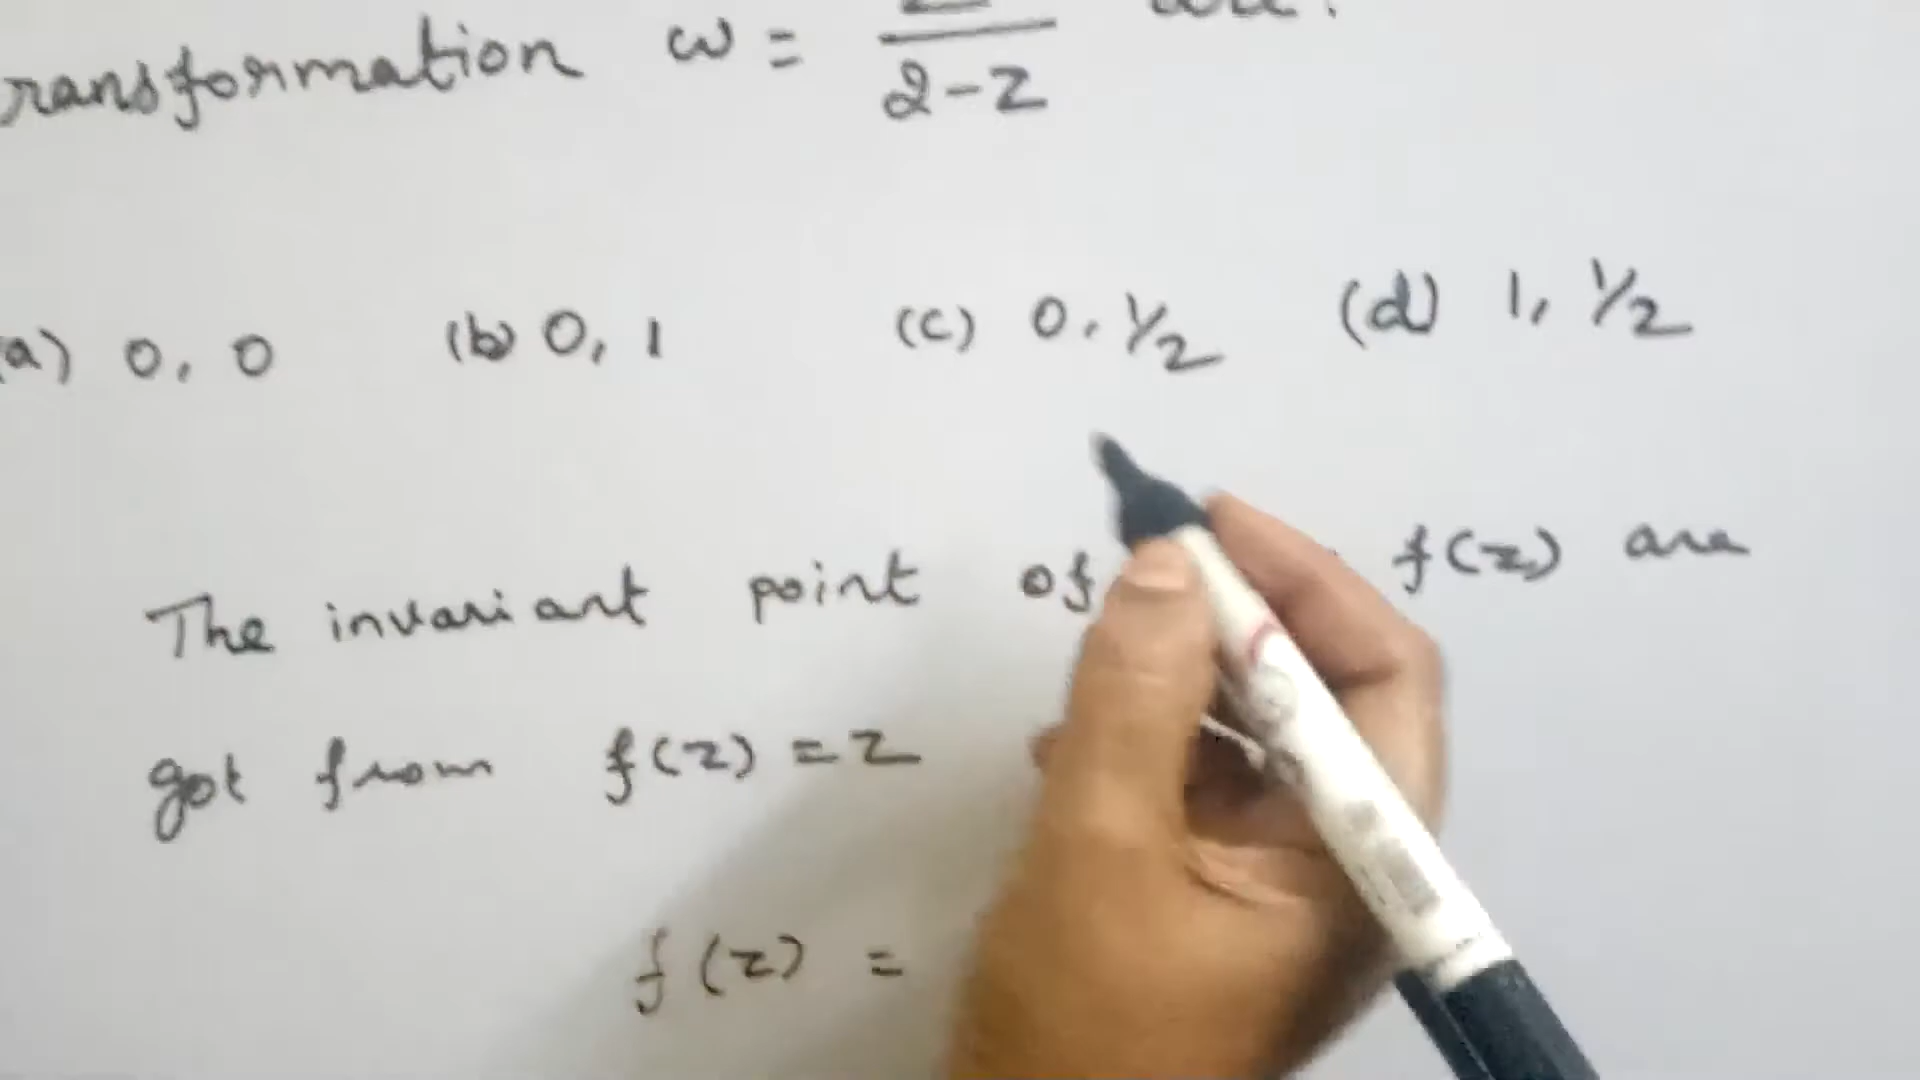 ransformation ω = / 2-z
a) 0, 0 (b) 0, 1 (c) 0, 1/2 (d) 1, 1/2
The invariant point of f(z) are
got from f(z) = z
f(z) =